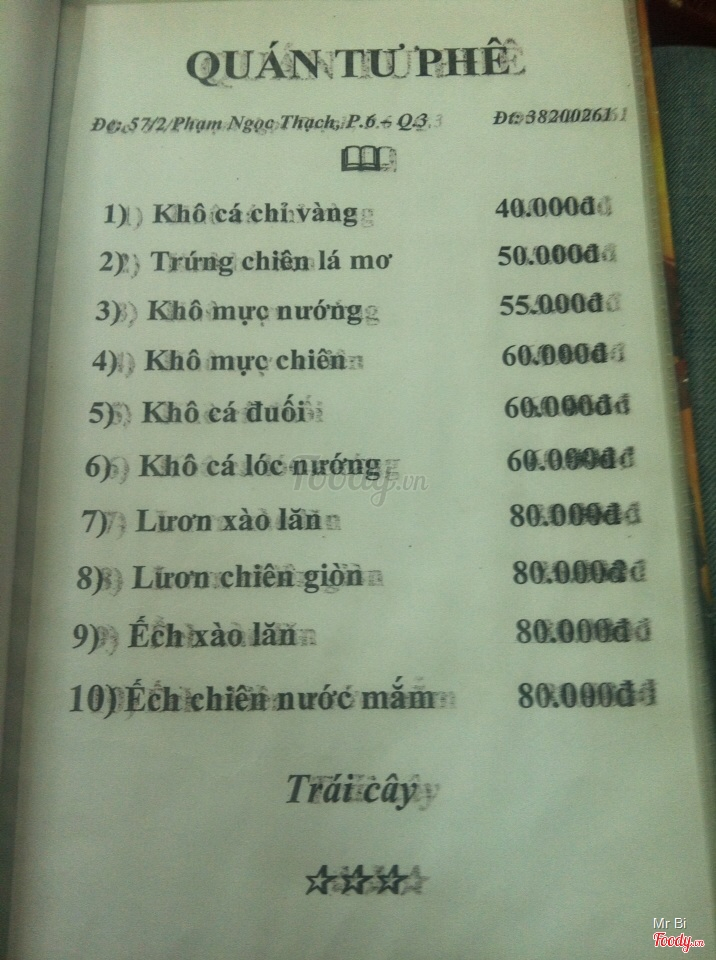 QUÁN TƯ PHÊ
Đc: 57/2 Phạm Ngọc Thạch, P.6 – Q.3
Đt: 38200261
1) Khô cá chỉ vàng 40.000đ
2) Trứng chiên lá mơ 50.000đ
3) Khô mực nướng 55.000đ
4) Khô mực chiên 60.000đ
5) Khô cá đuối 60.000đ
6) Khô cá lóc nướng 60.000đ
Foody.vn
7) Lươn xào lăn 80.000đ
8) Lươn chiên giòn 80.000đ
9) Ếch xào lăn 80.000đ
10) Ếch chiên nước mắm 80.000đ
Trái cây
Mr Bi
Foody.vn